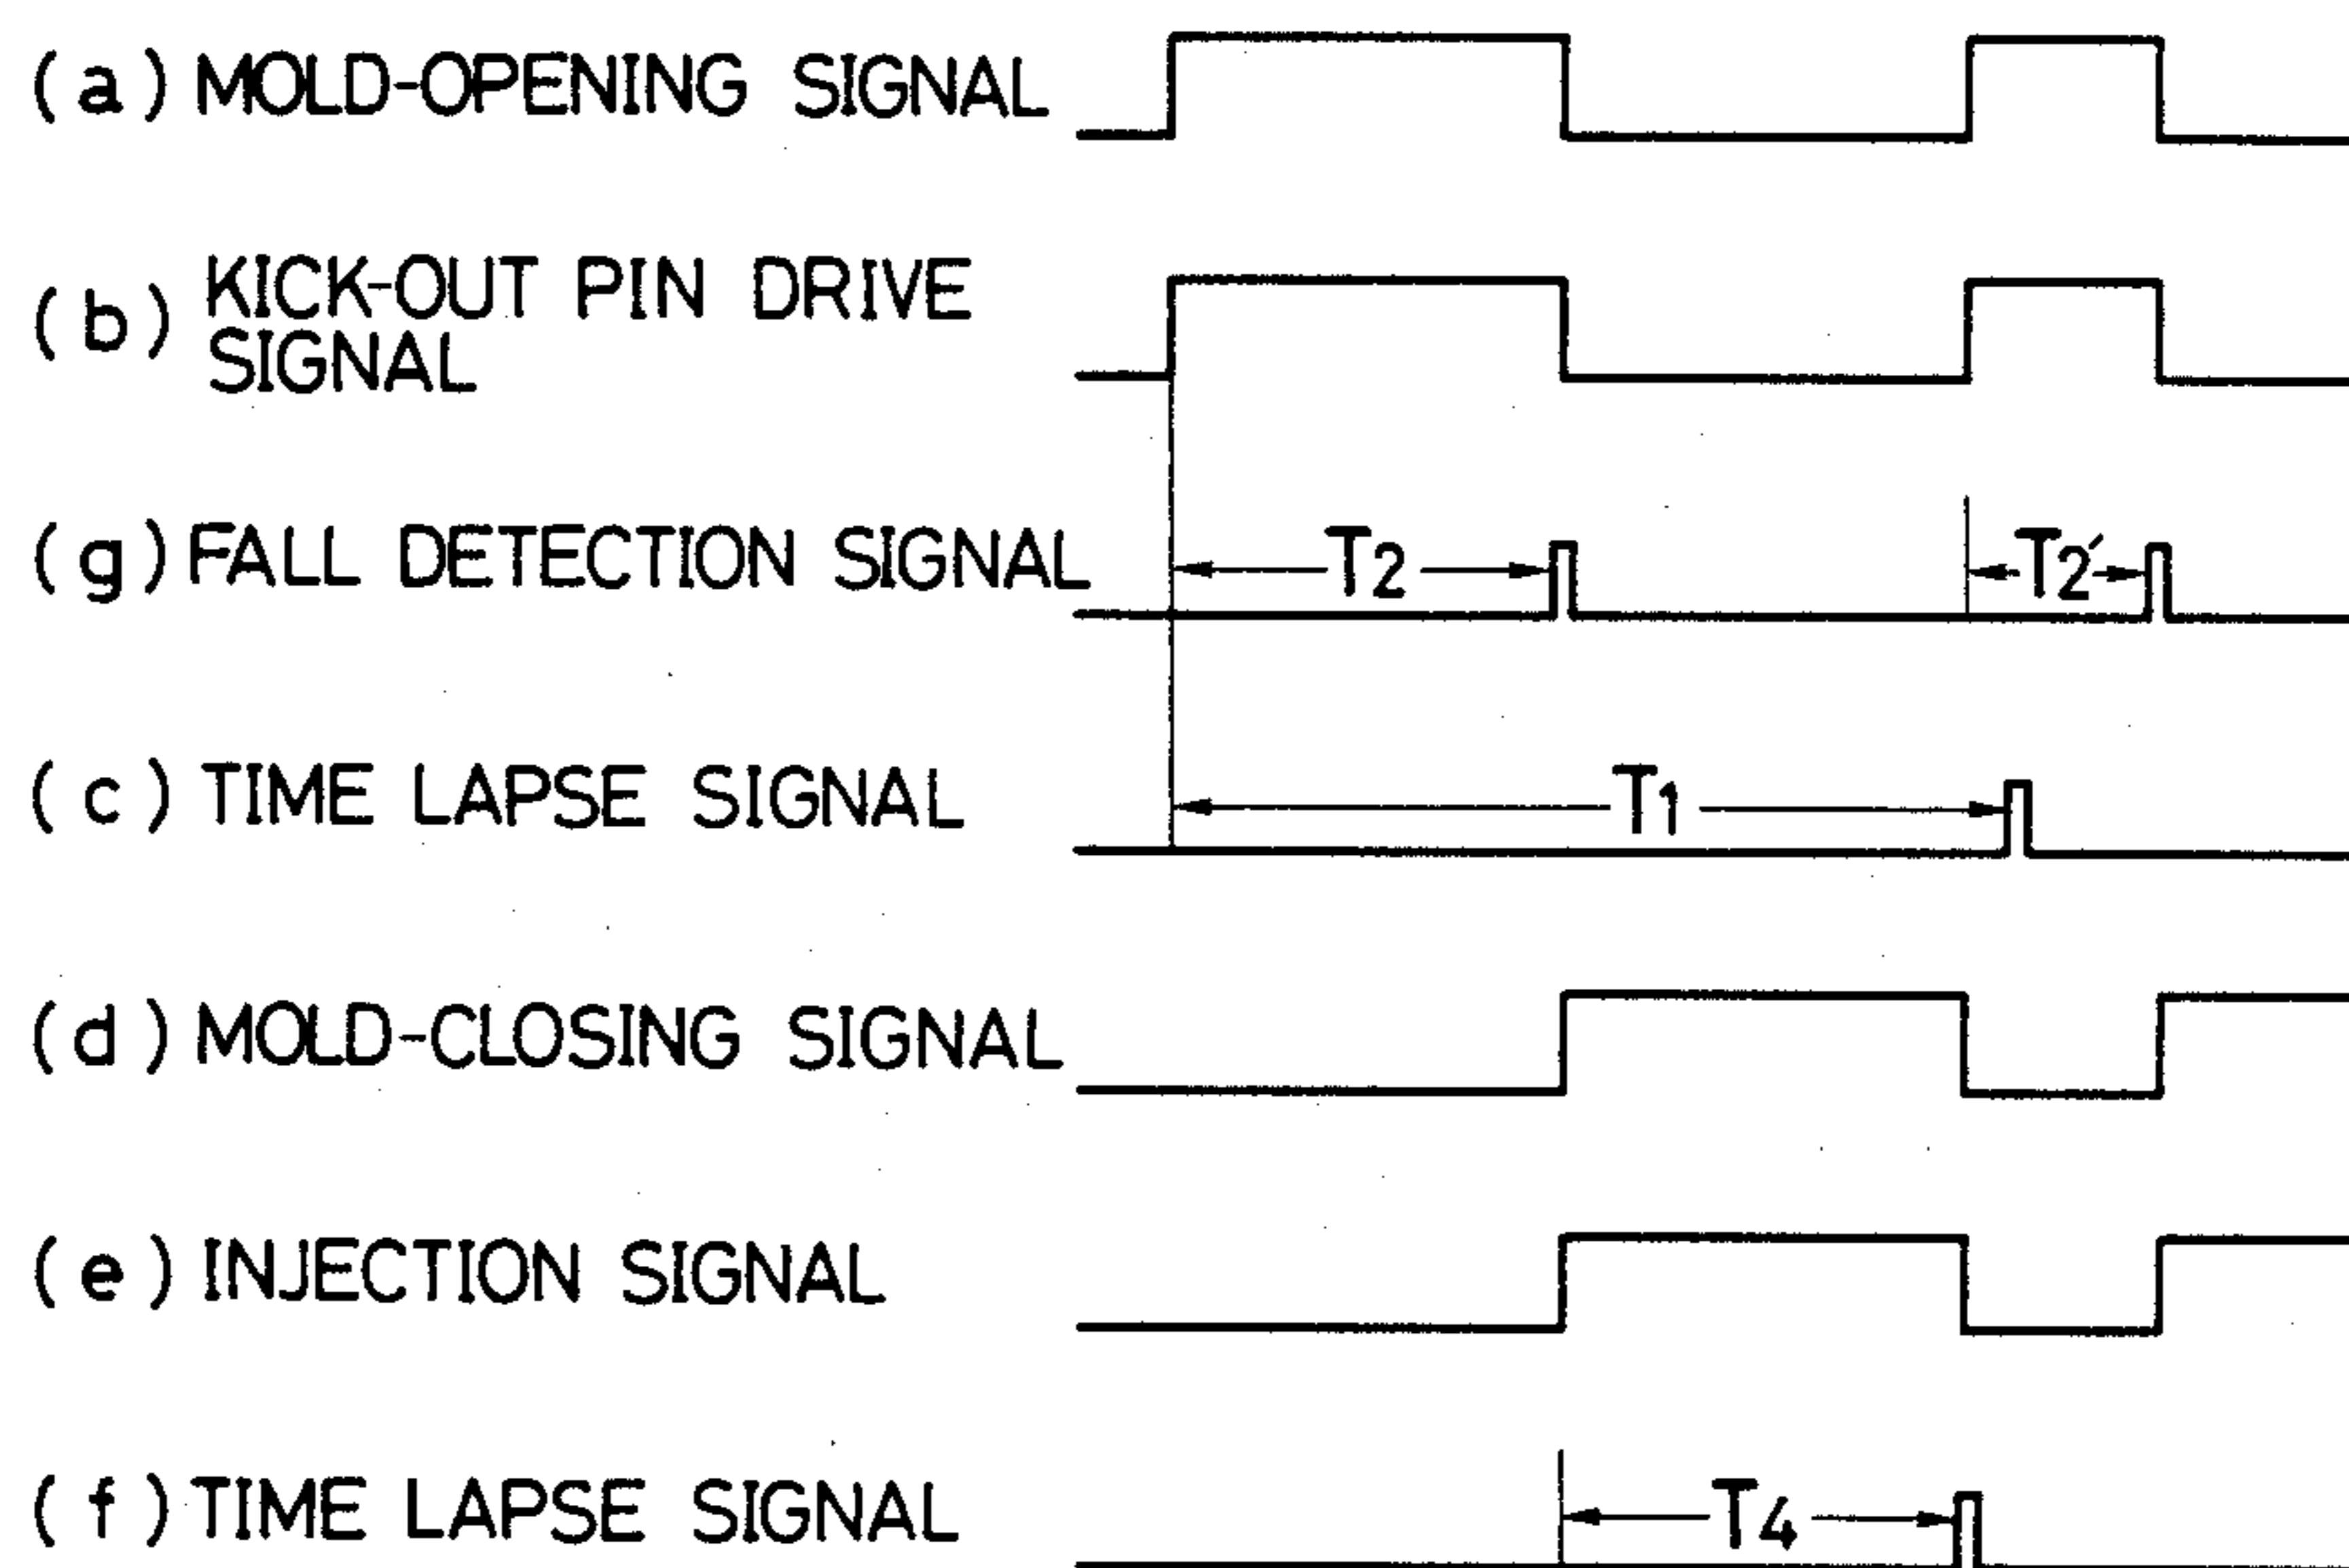 (a) MOLD-OPENING SIGNAL
(b) KICK-OUT PIN DRIVE
SIGNAL
(g) FALL DETECTION SIGNAL
T2
T2′
(c) TIME LAPSE SIGNAL
T1
(d) MOLD-CLOSING SIGNAL
(e) INJECTION SIGNAL
(f) TIME LAPSE SIGNAL
T4